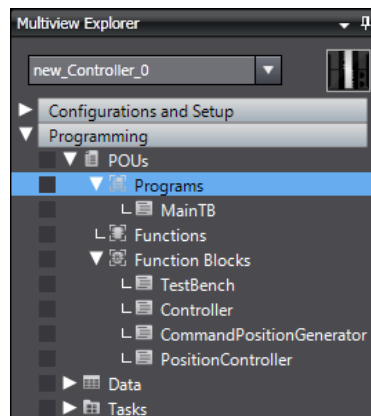 Multiview Explorer
new_Controller_0
Configurations and Setup
Programming
POUs
Programs
MainTB
Functions
Function Blocks
TestBench
Controller
CommandPositionGenerator
PositionController
Data
Tasks